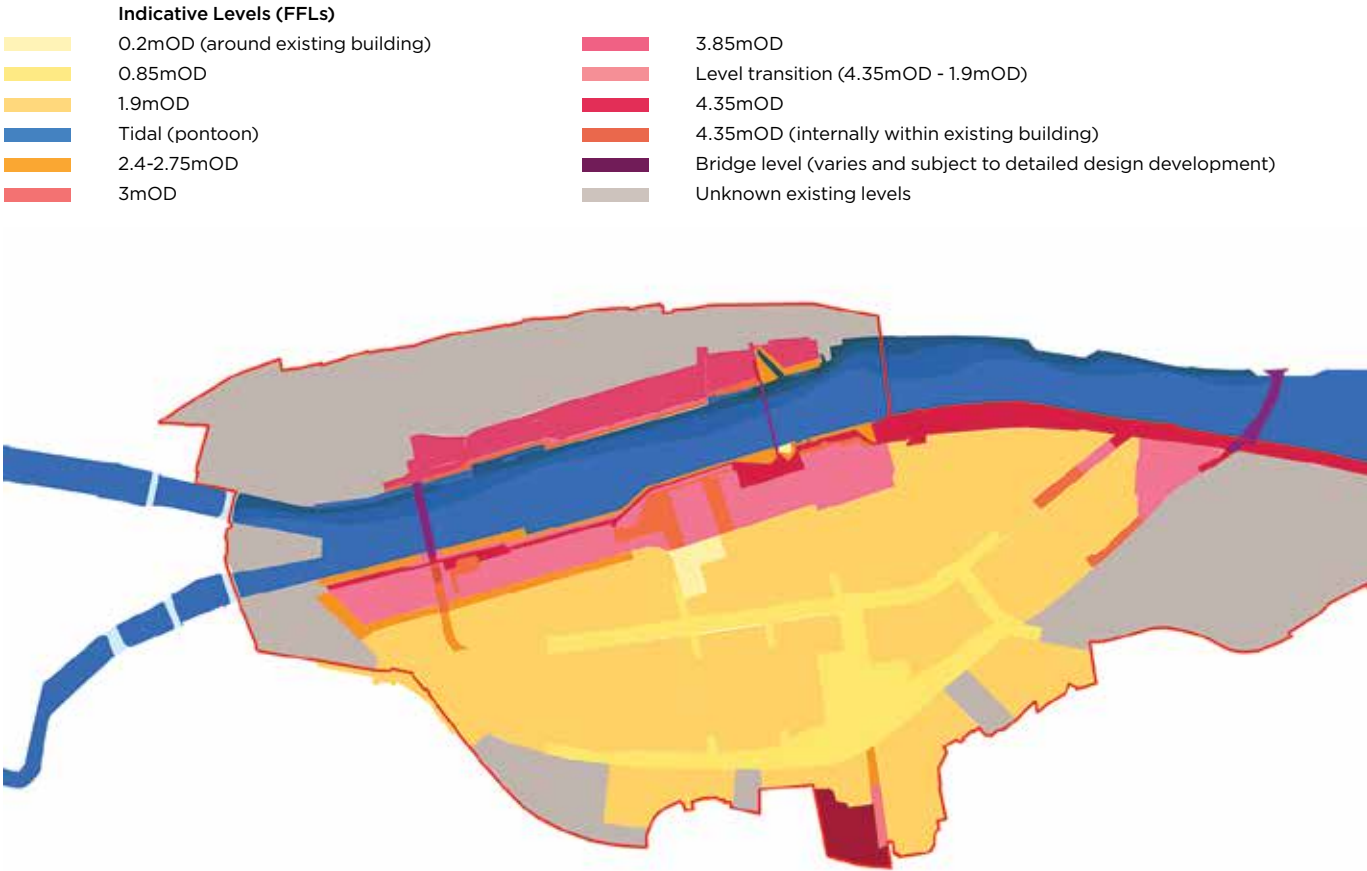 Indicative Levels (FFLs)
0.2mOD (around existing building)
0.85mOD
1.9mOD
Tidal (pontoon)
2.4-2.75mOD
3mOD
3.85mOD
Level transition (4.35mOD - 1.9mOD)
4.35mOD
4.35mOD (internally within existing building)
Bridge level (varies and subject to detailed design development)
Unknown existing levels